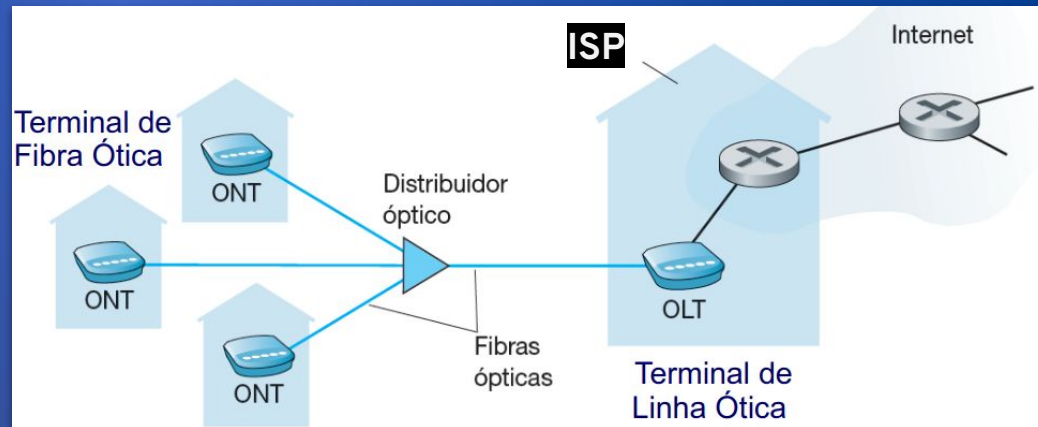 ISP
Internet
Terminal de
Fibra Ótica
ONT
Distribuidor
óptico
ONT
OLT
ONT
Fibras
ópticas
Terminal de
Linha Ótica